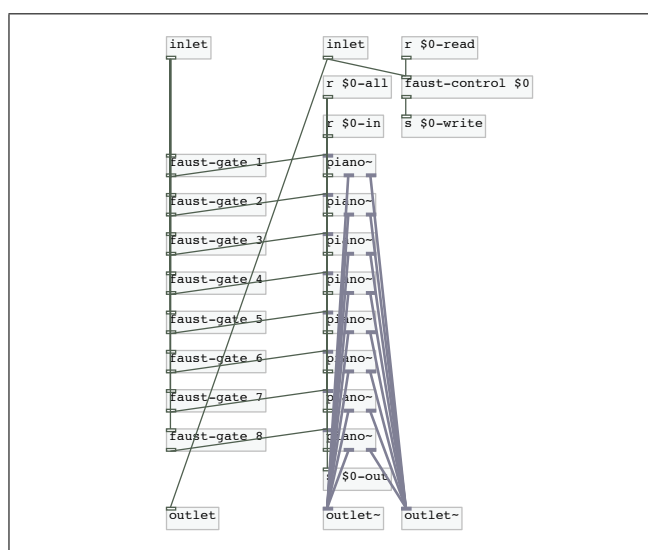 inlet inlet r $0-read
r $0-all faust-control $0
r $0-in s $0-write
faust-gate 1 piano~
faust-gate 2 piano~
faust-gate 3 piano~
faust-gate 4 piano~
faust-gate 5 piano~
faust-gate 6 piano~
faust-gate 7 piano~
faust-gate 8 piano~
s $0-out
outlet outlet~ outlet~